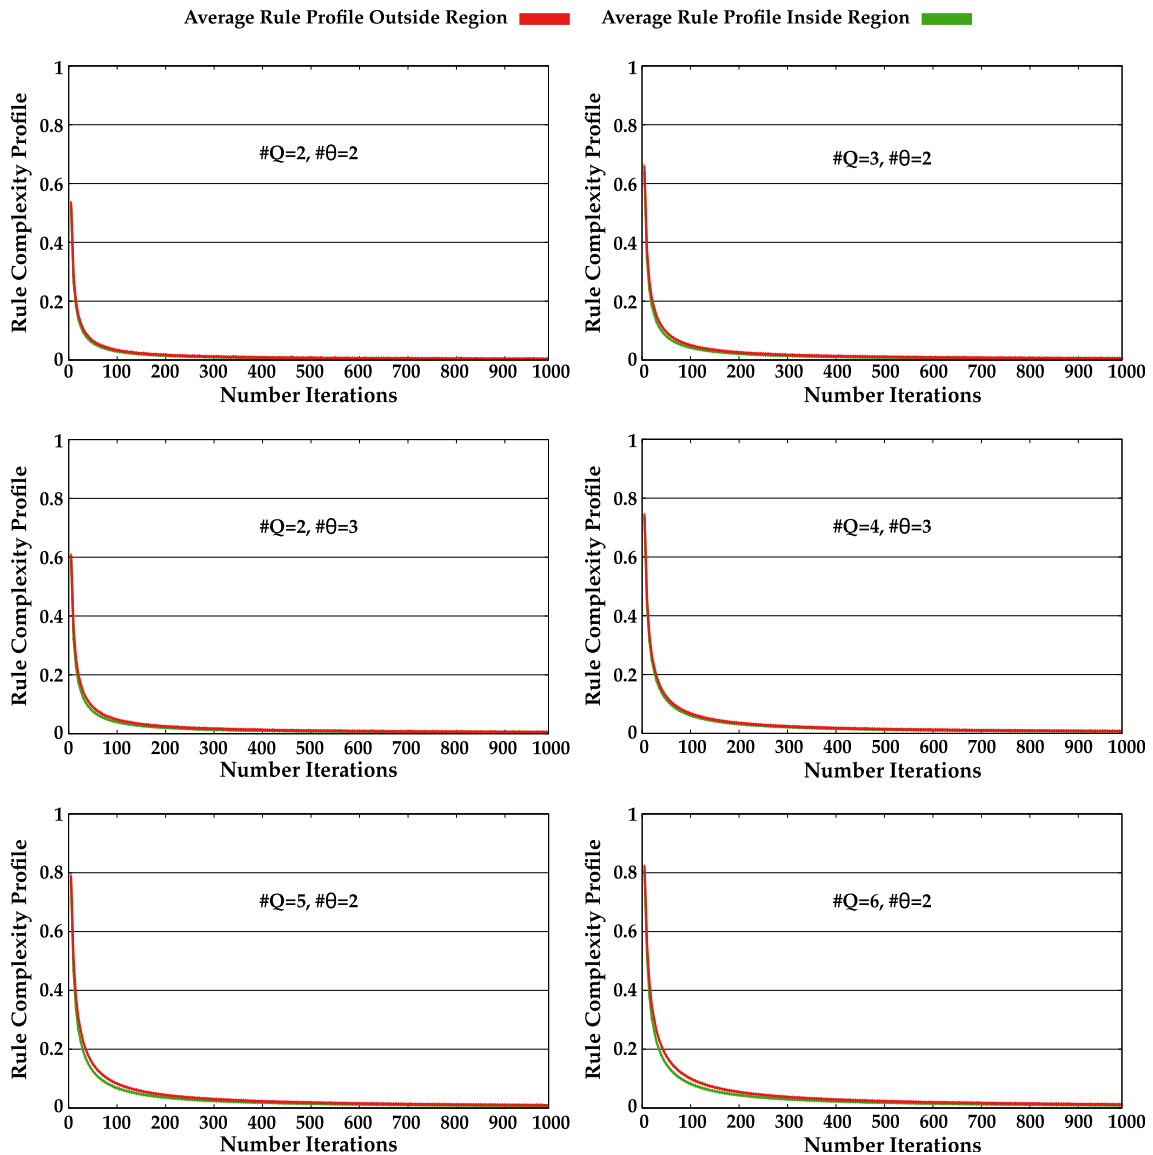 Average Rule Profile Outside Region Average Rule Profile Inside Region
1
0.8
0.6
0.4
0.2
0
Rule Complexity Profile
#Q=2, #θ=2
0 100 200 300 400 500 600 700 800 900 1000
Number Iterations
1
0.8
0.6
0.4
0.2
0
Rule Complexity Profile
#Q=3, #θ=2
0 100 200 300 400 500 600 700 800 900 1000
Number Iterations
1
0.8
0.6
0.4
0.2
0
Rule Complexity Profile
#Q=2, #θ=3
0 100 200 300 400 500 600 700 800 900 1000
Number Iterations
1
0.8
0.6
0.4
0.2
0
Rule Complexity Profile
#Q=4, #θ=3
0 100 200 300 400 500 600 700 800 900 1000
Number Iterations
1
0.8
0.6
0.4
0.2
0
Rule Complexity Profile
#Q=5, #θ=2
0 100 200 300 400 500 600 700 800 900 1000
Number Iterations
1
0.8
0.6
0.4
0.2
0
Rule Complexity Profile
#Q=6, #θ=2
0 100 200 300 400 500 600 700 800 900 1000
Number Iterations